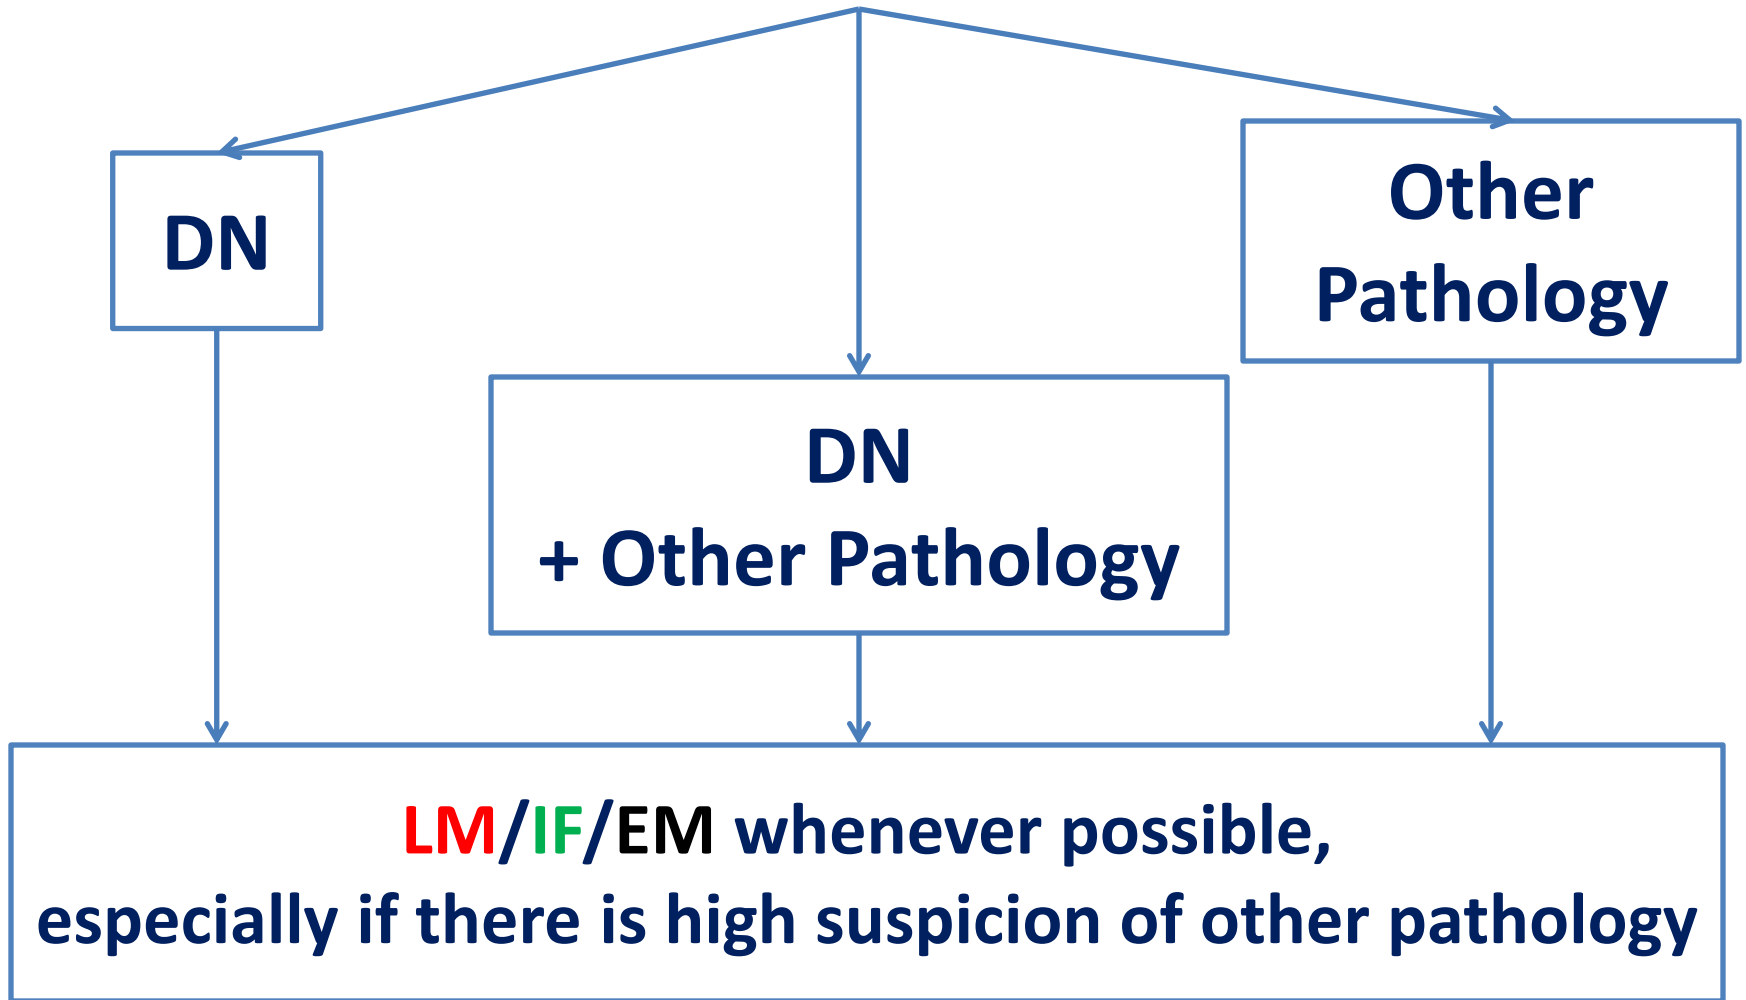 DN
Other
Pathology
DN
+ Other Pathology
LM/IF/EM whenever possible,
especially if there is high suspicion of other pathology